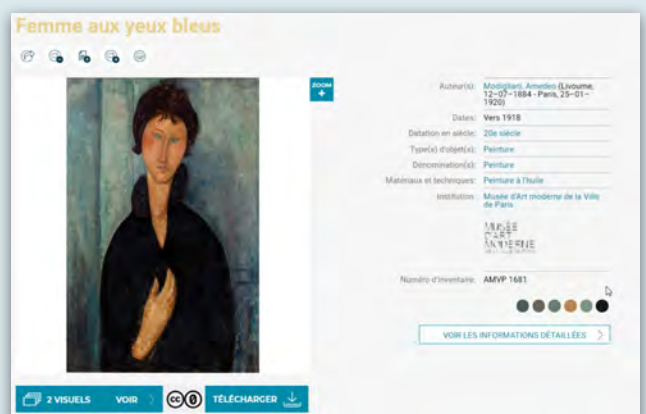 Femme aux yeux bleus
ZOOM
+
Auteur(s): Modigliani, Amedeo (Livourne,
12-07-1884 - Paris, 25-01-
1920)
Dates: Vers 1918
Datation en siècle: 20e siècle
Type(s) d'objet(s): Peinture
Dénomination(s): Peinture
Matériaux et techniques: Peinture à l'huile
Institution: Musée d'Art moderne de la Ville
de Paris
MUSÉE
D'ART
MODERNE
Numéro d'inventaire: AMVP 1681
VOIR LES INFORMATIONS DÉTAILLÉES
2 VISUELS VOIR cc 0 TÉLÉCHARGER